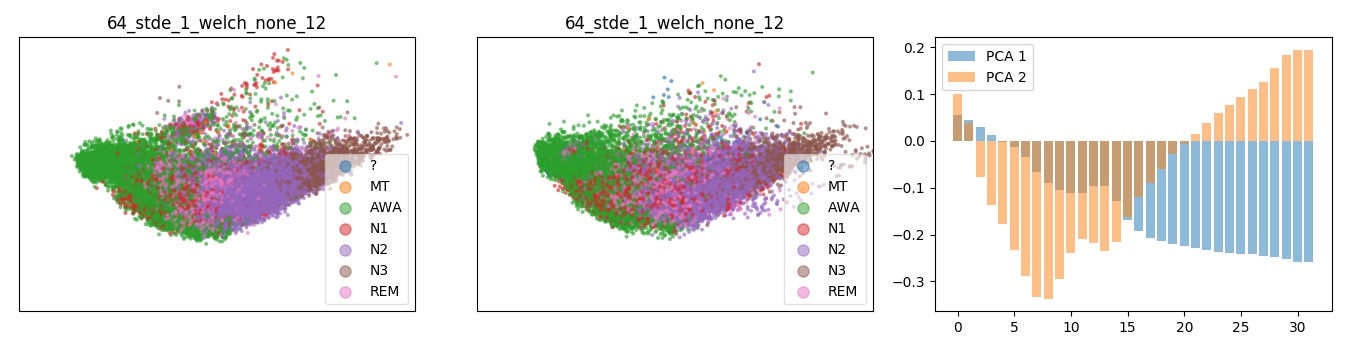 64_stde_1_welch_none_12
?
MT
AWA
N1
N2
N3
REM
64_stde_1_welch_none_12
?
MT
AWA
N1
N2
N3
REM
PCA 1
PCA 2
0.2
0.1
0.0
−0.1
−0.2
−0.3
0 5 10 15 20 25 30